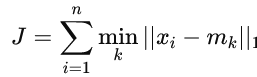 J = \sum_{i=1}^{n} \min_{k} ||x_i - m_k||_1